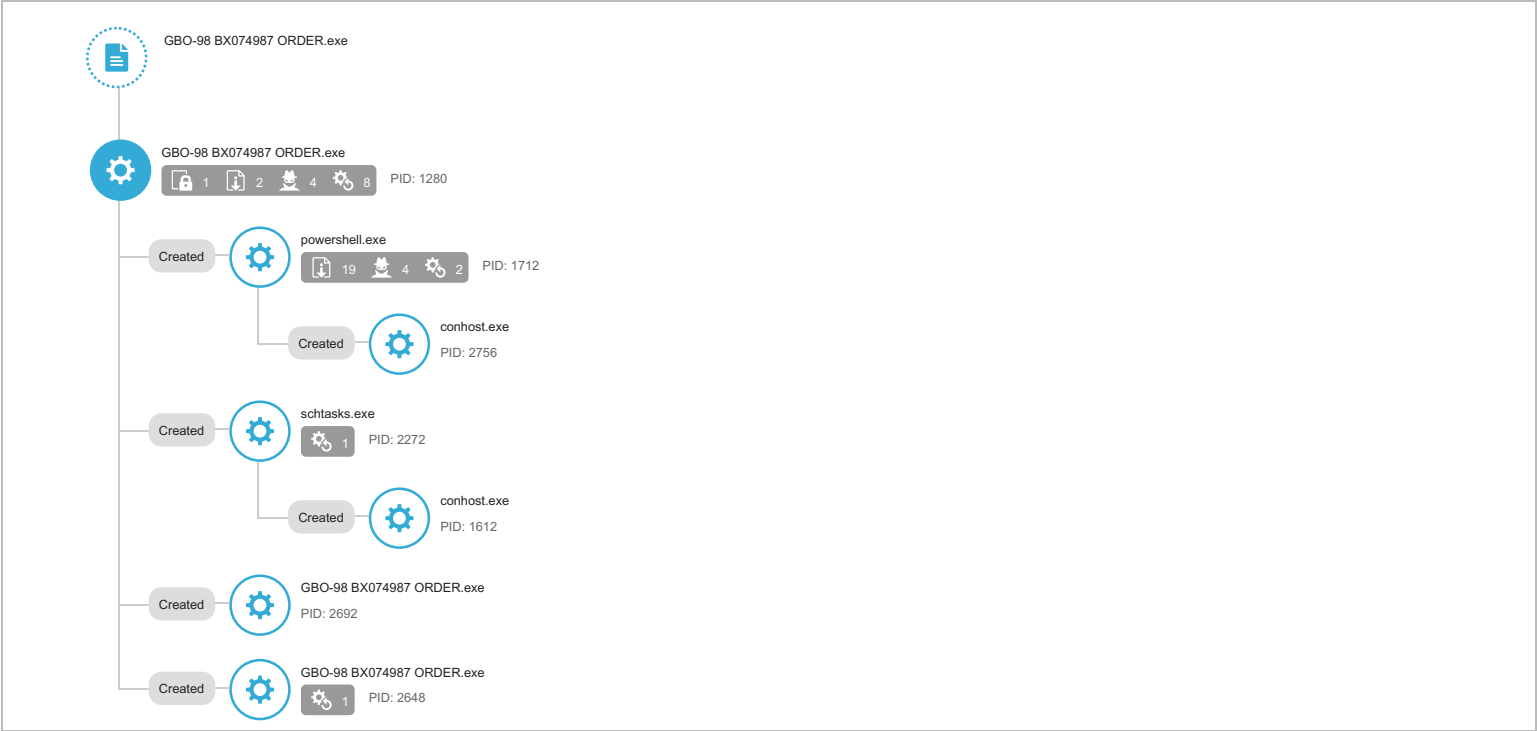 GBO-98 BX074987 ORDER.exe
GBO-98 BX074987 ORDER.exe
1 2 4 8 PID: 1280
Created
powershell.exe
19 4 2 PID: 1712
Created
conhost.exe
PID: 2756
Created
schtasks.exe
1 PID: 2272
Created
conhost.exe
PID: 1612
Created
GBO-98 BX074987 ORDER.exe
PID: 2692
Created
GBO-98 BX074987 ORDER.exe
1 PID: 2648